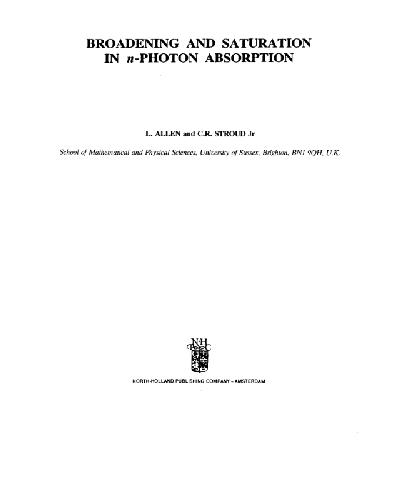 BROADENING AND SATURATION
IN n-PHOTON ABSORPTION
L. ALLEN and C.R. STROUD Jr
School of Mathematical and Physical Sciences, University of Sussex, Brighton, BN1 9QH, U.K.
NORTH-HOLLAND PUBLISHING COMPANY – AMSTERDAM